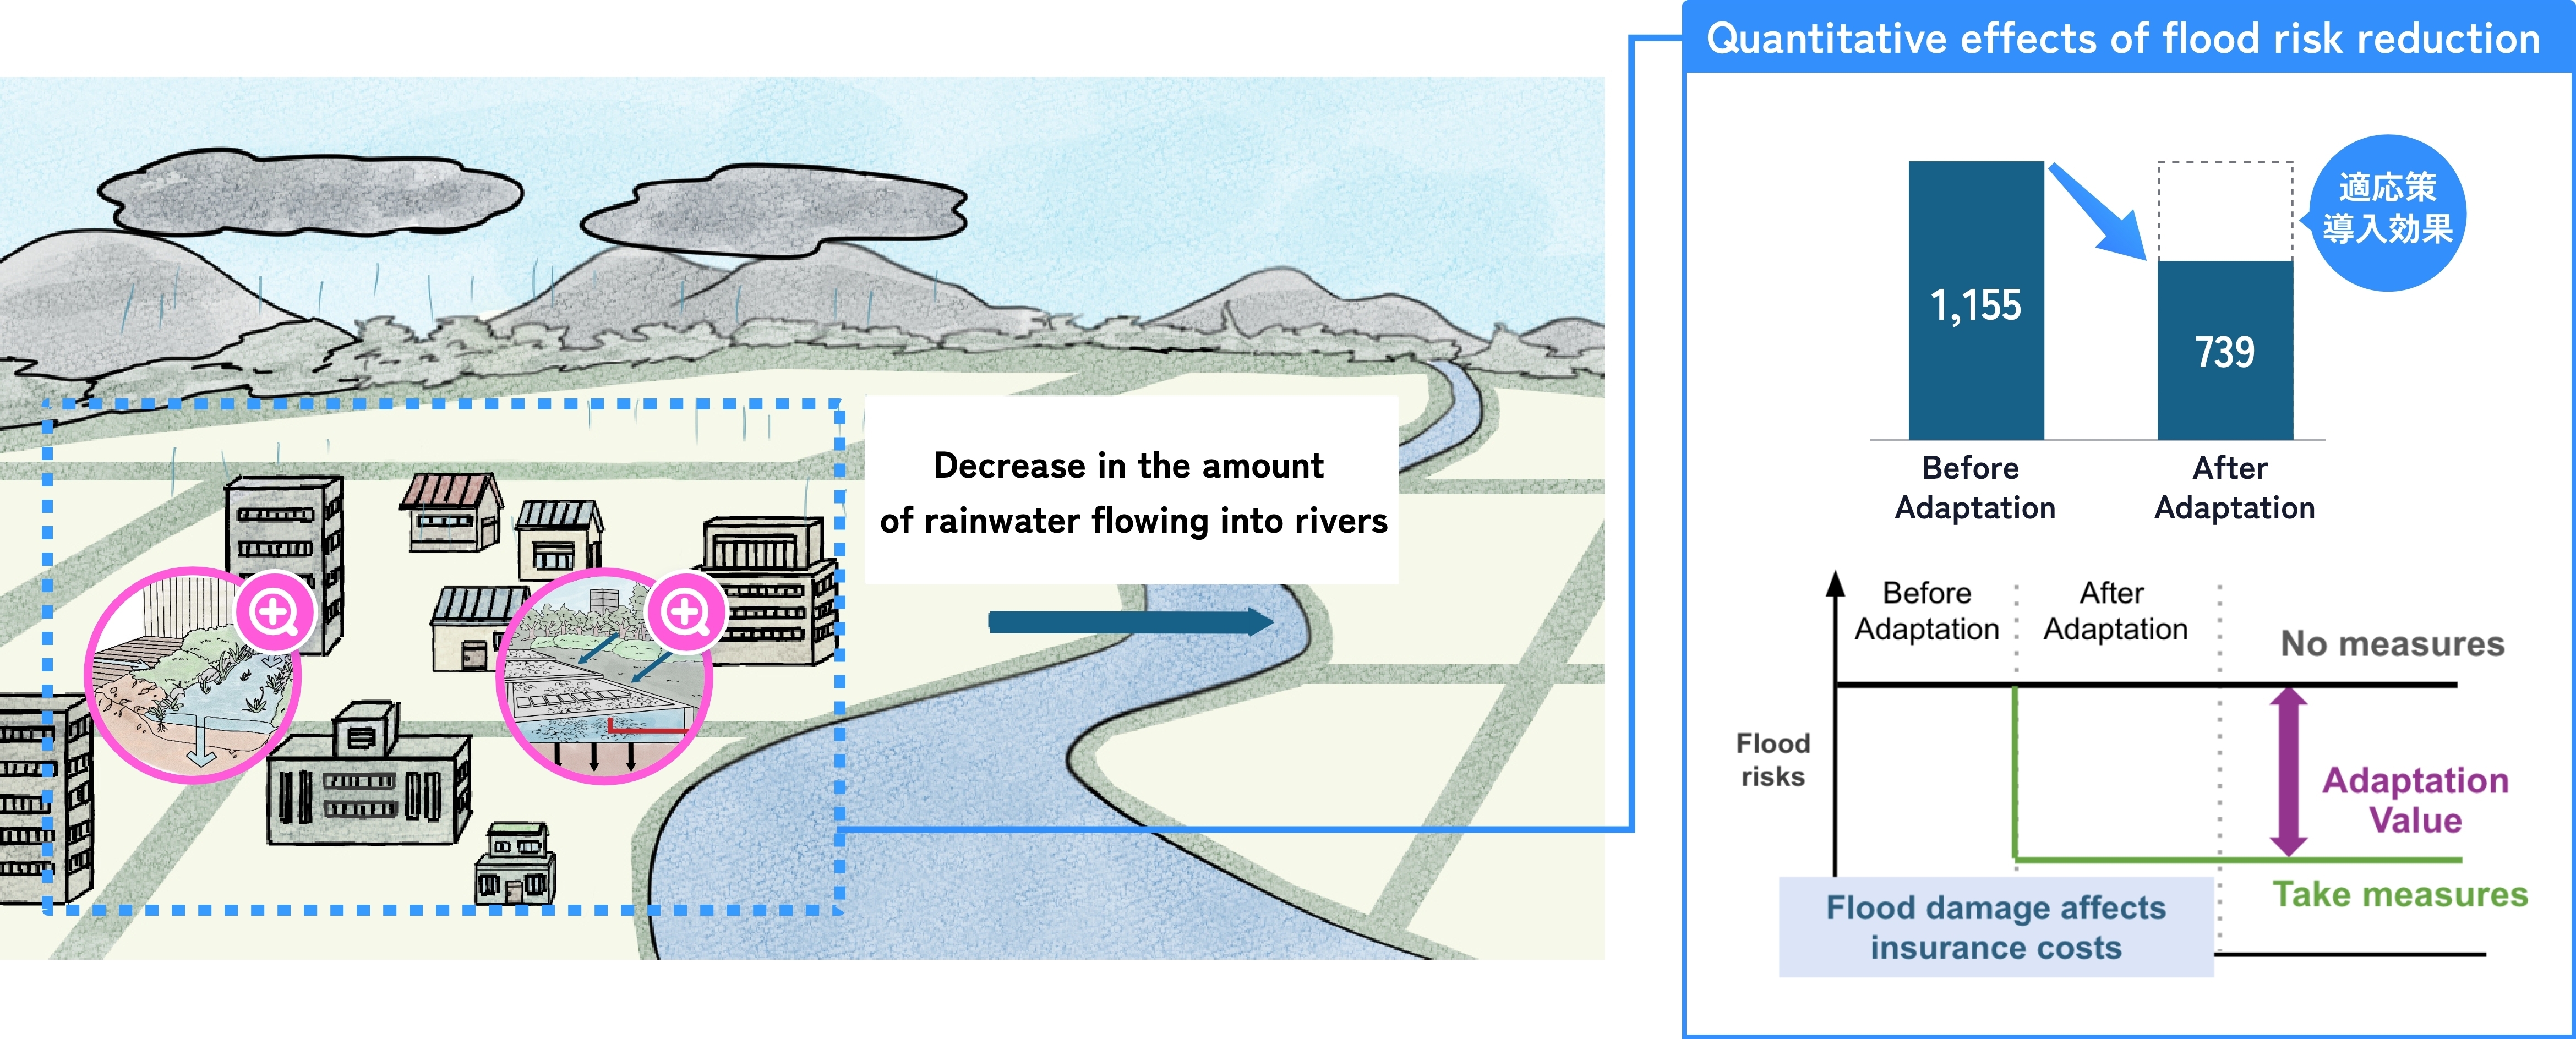 Quantitative effects of flood risk reduction
適応策
導入効果
1,155
739
Before
Adaptation
After
Adaptation
Decrease in the amount
of rainwater flowing into rivers
Before
Adaptation
After
Adaptation
No measures
Flood
risks
Adaptation
Value
Take measures
Flood damage affects
insurance costs